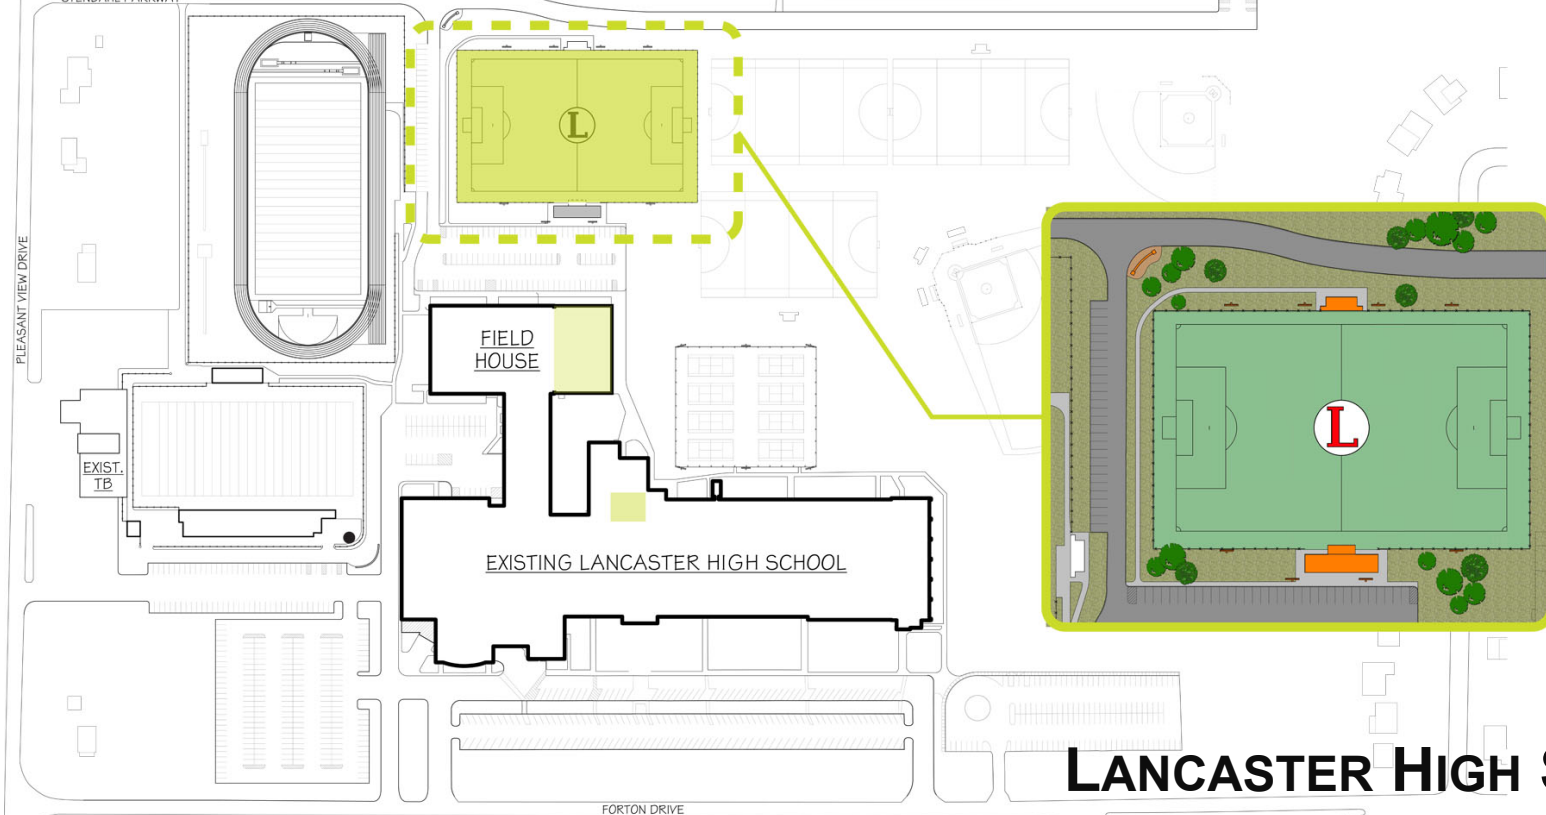 PLEASANT VIEW DRIVE
L
FIELD
HOUSE
L
EXIST.
TB
EXISTING LANCASTER HIGH SCHOOL
LANCASTER HIGH
FORTON DRIVE